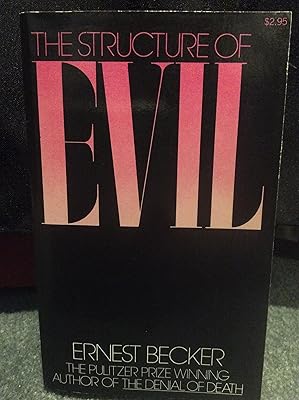 $2.95
THE STRUCTURE OF
EVIL
ERNEST BECKER
THE PULITZER PRIZE WINNING
AUTHOR OF THE DENIAL OF DEATH